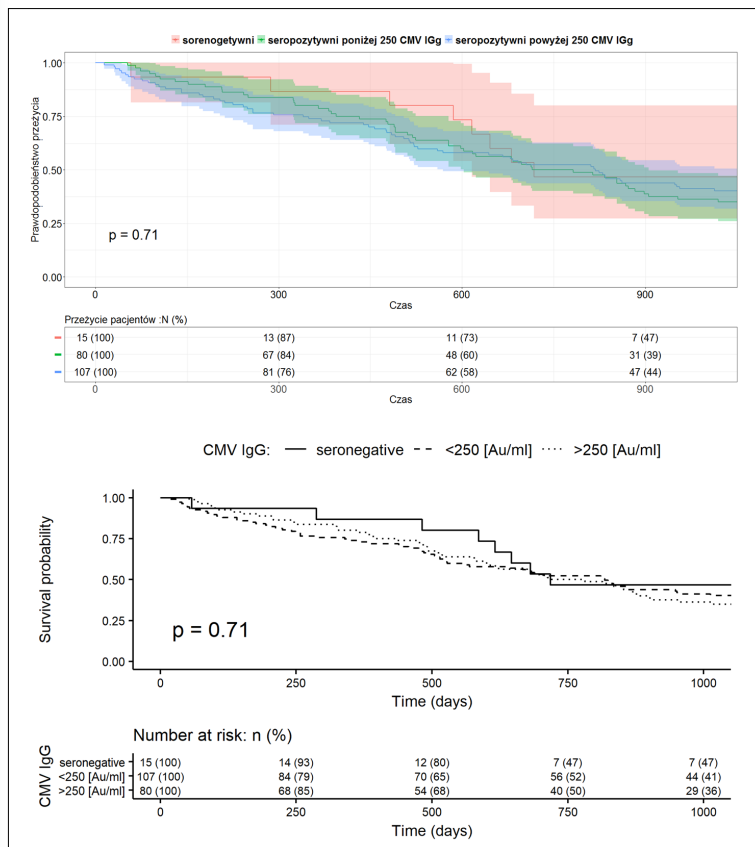 sorenogetywni seropozytywni poniżej 250 CMV IGg seropozytywni powyżej 250 CMV IGg
1.00
0.75
0.50
0.25
0.00
Prawdopodobieństwo przeżycia
p = 0.71
0 300 600 900
Czas
Przeżycie pacjentów :N (%)
15 (100) 13 (87) 11 (73) 7 (47)
80 (100) 67 (84) 48 (60) 31 (39)
107 (100) 81 (76) 62 (58) 47 (44)
0 300 600 900
Czas
CMV IgG: seronegative <250 [Au/ml] >250 [Au/ml]
1.00
0.75
0.50
0.25
0.00
Survival probability
p = 0.71
0 250 500 750 1000
Time (days)
Number at risk: n (%)
CMV IgG
seronegative 15 (100) 14 (93) 12 (80) 7 (47) 7 (47)
<250 [Au/ml] 107 (100) 84 (79) 70 (65) 56 (52) 44 (41)
>250 [Au/ml] 80 (100) 68 (85) 54 (68) 40 (50) 29 (36)
0 250 500 750 1000
Time (days)